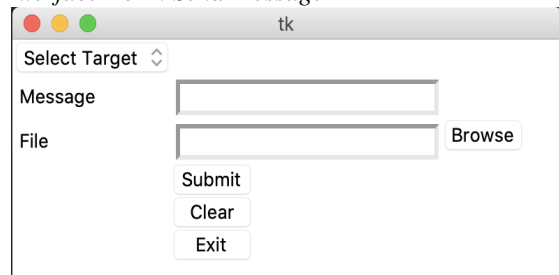 tk
Select Target
Message
File Browse
Submit
Clear
Exit